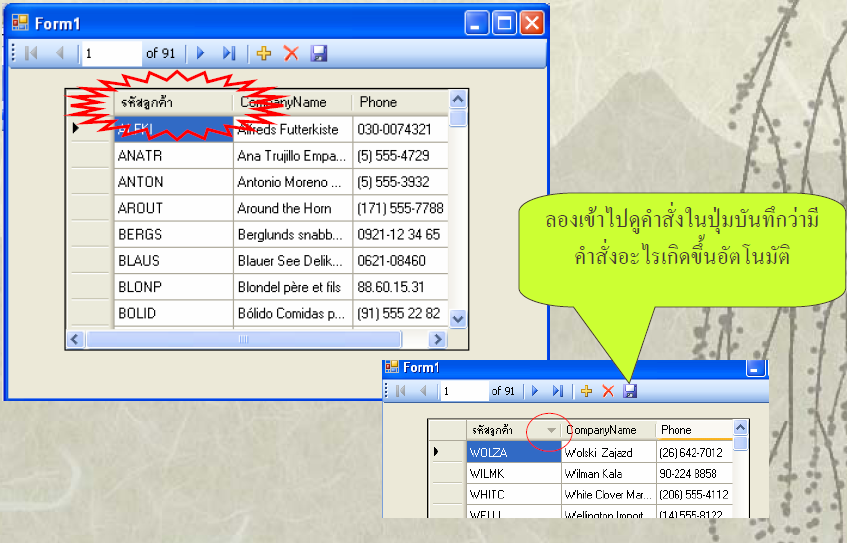 Form1
1 of 91
รหัสลูกค้า CompanyName Phone
ALFKI Alfreds Futterkiste 030-0074321
ANATR Ana Trujillo Empa... (5) 555-4729
ANTON Antonio Moreno ... (5) 555-3932
AROUT Around the Horn (171) 555-7788
BERGS Berglunds snabb... 0921-12 34 65
BLAUS Blauer See Delik... 0621-08460
BLONP Blondel père et fils 88.60.15.31
BOLID Bólido Comidas p... (91) 555 22 82
ลองเข้าไปดูคำสั่งในปุ่มบันทึกว่ามี
คำสั่งอะไรเกิดขึ้นอัตโนมัติ
Form1
1 of 91
รหัสลูกค้า CompanyName Phone
WOLZA Wolski Zajazd (26) 642-7012
WILMK Wilman Kala 90-224 8858
WHITC White Clover Mar... (206) 555-4112
WELLI Wellington Import... (14) 555-8122